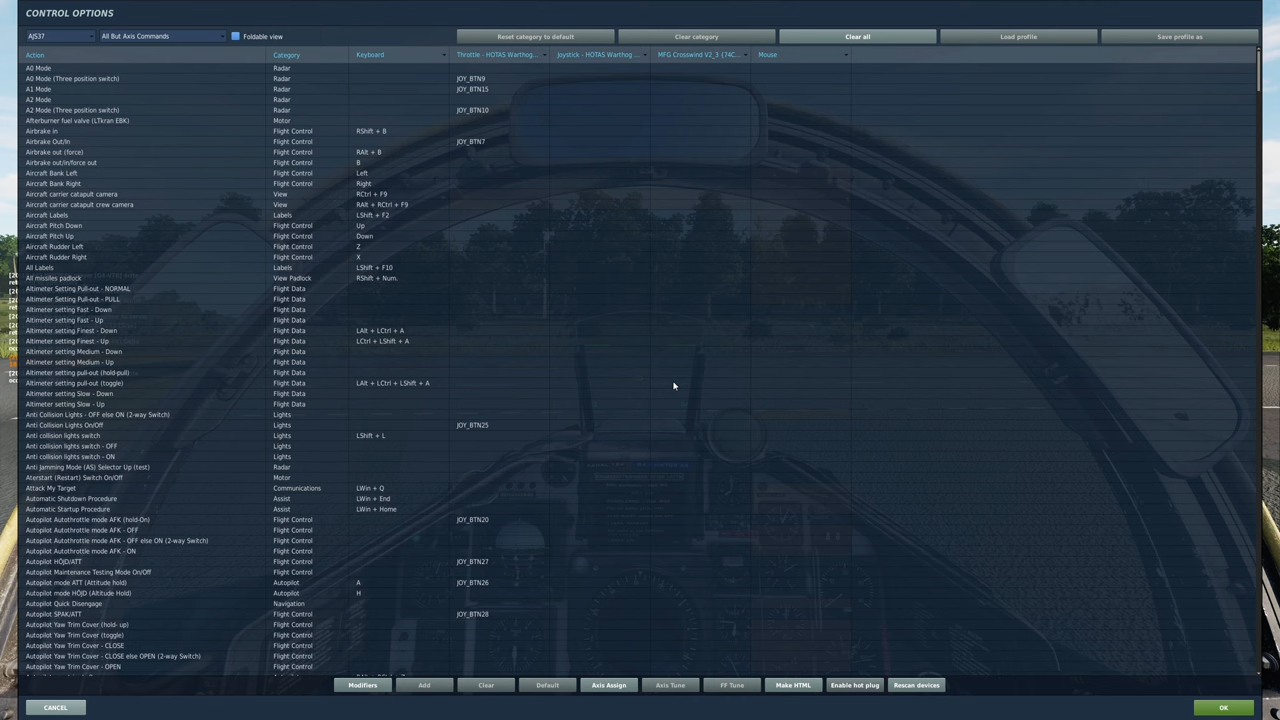 CONTROL OPTIONS
AJS37 All But Axis Commands Foldable view Reset category to default Clear category Clear all Load profile Save profile as
Action Category Keyboard Throttle - HOTAS Warthog... Joystick - HOTAS Warthog ... MFG Crosswind V2_3 {74C... Mouse
A0 Mode Radar
A0 Mode (Three position switch) Radar JOY_BTN9
A1 Mode Radar JOY_BTN15
A2 Mode Radar
A2 Mode (Three position switch) Radar JOY_BTN10
Afterburner fuel valve (LTkran EBK) Motor
Airbrake in Flight Control RShift + B
Airbrake Out/In Flight Control JOY_BTN7
Airbrake out (force) Flight Control RAlt + B
Airbrake out/in/force out Flight Control B
Aircraft Bank Left Flight Control Left
Aircraft Bank Right Flight Control Right
Aircraft carrier catapult camera View RCtrl + F9
Aircraft carrier catapult crew camera View RAlt + RCtrl + F9
Aircraft Labels Labels LShift + F2
Aircraft Pitch Down Flight Control Up
Aircraft Pitch Up Flight Control Down
Aircraft Rudder Left Flight Control Z
Aircraft Rudder Right Flight Control X
All Labels Labels LShift + F10
All missiles padlock View Padlock RShift + Num.
Altimeter Setting Pull-out - NORMAL Flight Data
Altimeter Setting Pull-out - PULL Flight Data
Altimeter setting Fast - Down Flight Data
Altimeter setting Fast - Up Flight Data
Altimeter setting Finest - Down Flight Data LAlt + LCtrl + A
Altimeter setting Finest - Up Flight Data LCtrl + LShift + A
Altimeter setting Medium - Down Flight Data
Altimeter setting Medium - Up Flight Data
Altimeter setting pull-out (hold-pull) Flight Data
Altimeter setting pull-out (toggle) Flight Data LAlt + LCtrl + LShift + A
Altimeter setting Slow - Down Flight Data
Altimeter setting Slow - Up Flight Data
Anti Collision Lights - OFF else ON (2-way Switch) Lights
Anti Collision Lights On/Off Lights JOY_BTN25
Anti collision lights switch Lights LShift + L
Anti collision lights switch - OFF Lights
Anti collision lights switch - ON Lights
Anti Jamming Mode (AS) Selector Up (test) Radar
Aterstart (Restart) Switch On/Off Motor
Attack My Target Communications LWin + Q
Automatic Shutdown Procedure Assist LWin + End
Automatic Startup Procedure Assist LWin + Home
Autopilot Autothrottle mode AFK (hold-On) Flight Control JOY_BTN20
Autopilot Autothrottle mode AFK - OFF Flight Control
Autopilot Autothrottle mode AFK - OFF else ON (2-way Switch) Flight Control
Autopilot Autothrottle mode AFK - ON Flight Control
Autopilot HÖJD/ATT Flight Control JOY_BTN27
Autopilot Maintenance Testing Mode On/Off Flight Control
Autopilot mode ATT (Attitude hold) Autopilot A JOY_BTN26
Autopilot mode HÖJD (Altitude Hold) Autopilot H
Autopilot Quick Disengage Navigation
Autopilot SPAK/ATT Flight Control JOY_BTN28
Autopilot Yaw Trim Cover (hold- up) Flight Control
Autopilot Yaw Trim Cover (toggle) Flight Control
Autopilot Yaw Trim Cover - CLOSE Flight Control
Autopilot Yaw Trim Cover - CLOSE else OPEN (2-way Switch) Flight Control
Autopilot Yaw Trim Cover - OPEN Flight Control
Modifiers Add Clear Default Axis Assign Axis Tune FF Tune Make HTML Enable hot plug Rescan devices
CANCEL OK